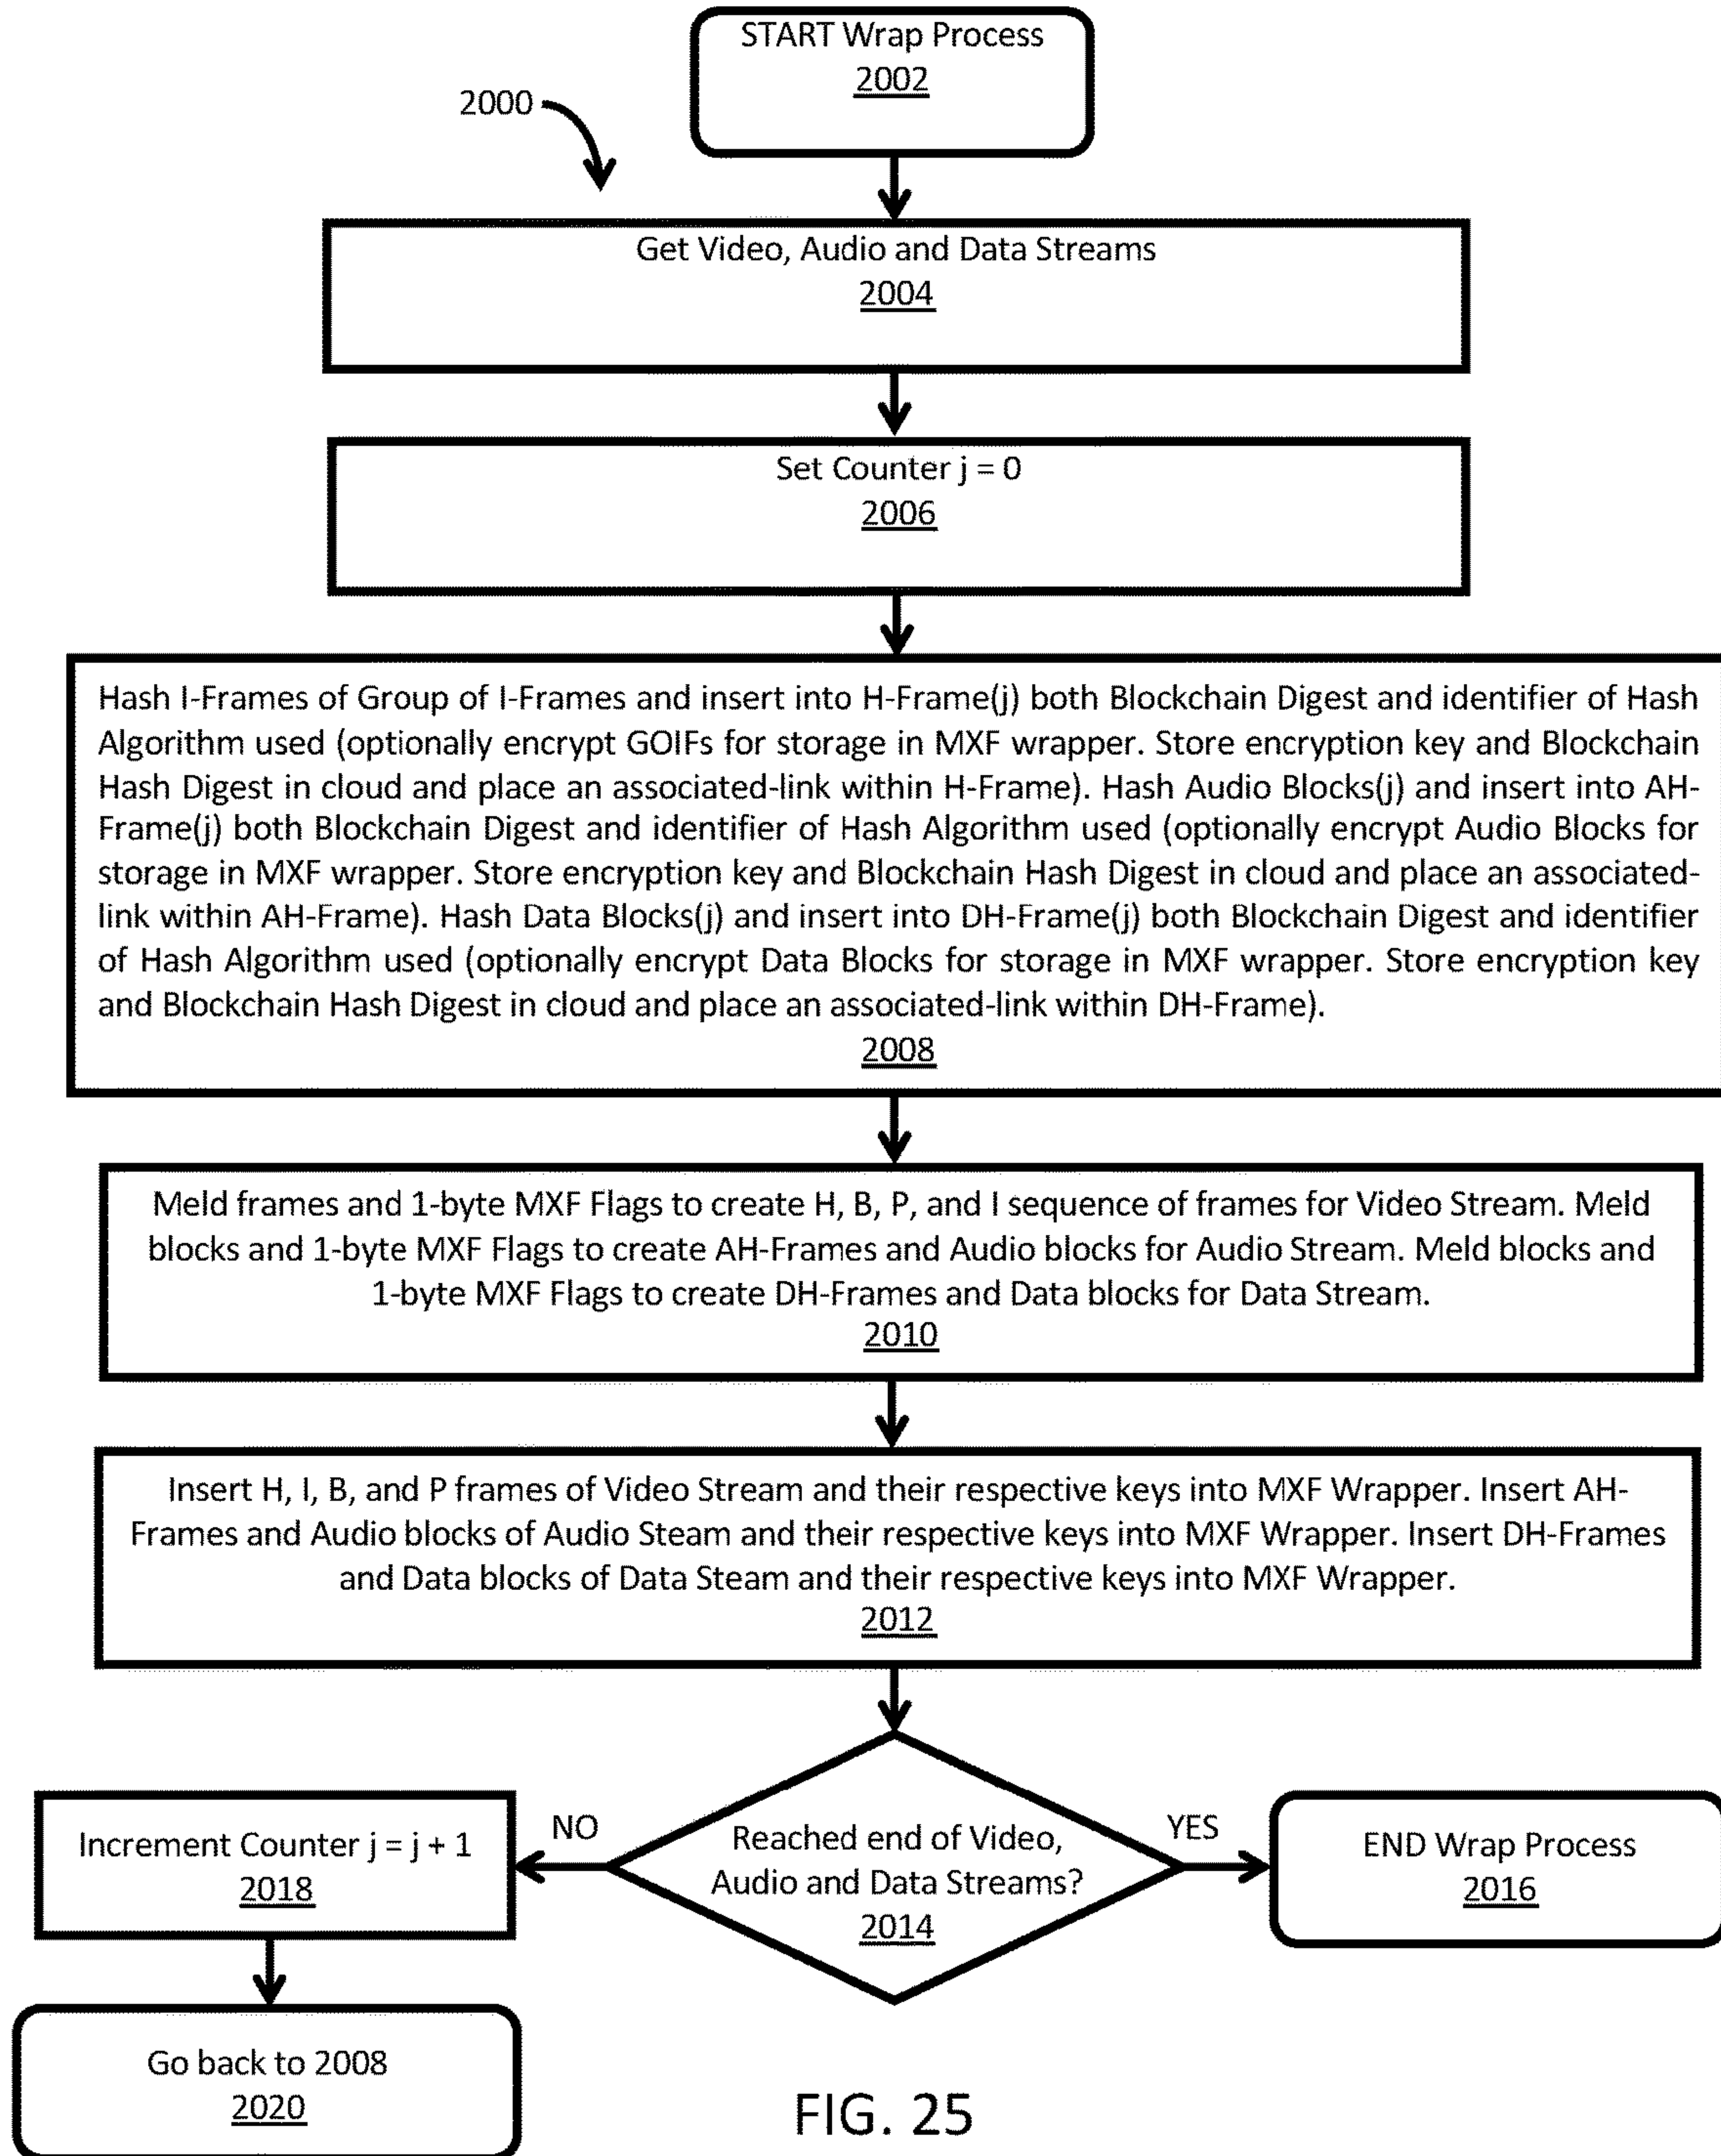 START Wrap Process
2002
2000
Get Video, Audio and Data Streams
2004
Set Counter j = 0
2006
Hash I-Frames of Group of I-Frames and insert into H-Frame(j) both Blockchain Digest and identifier of Hash
Algorithm used (optionally encrypt GOIFs for storage in MXF wrapper. Store encryption key and Blockchain
Hash Digest in cloud and place an associated-link within H-Frame). Hash Audio Blocks(j) and insert into AH-
Frame(j) both Blockchain Digest and identifier of Hash Algorithm used (optionally encrypt Audio Blocks for
storage in MXF wrapper. Store encryption key and Blockchain Hash Digest in cloud and place an associated-
link within AH-Frame). Hash Data Blocks(j) and insert into DH-Frame(j) both Blockchain Digest and identifier
of Hash Algorithm used (optionally encrypt Data Blocks for storage in MXF wrapper. Store encryption key
and Blockchain Hash Digest in cloud and place an associated-link within DH-Frame).
2008
Meld frames and 1-byte MXF Flags to create H, B, P, and I sequence of frames for Video Stream. Meld
blocks and 1-byte MXF Flags to create AH-Frames and Audio blocks for Audio Stream. Meld blocks and
1-byte MXF Flags to create DH-Frames and Data blocks for Data Stream.
2010
Insert H, I, B, and P frames of Video Stream and their respective keys into MXF Wrapper. Insert AH-
Frames and Audio blocks of Audio Steam and their respective keys into MXF Wrapper. Insert DH-Frames
and Data blocks of Data Steam and their respective keys into MXF Wrapper.
2012
Reached end of Video,
Audio and Data Streams?
2014
NO
YES
Increment Counter j = j + 1
2018
END Wrap Process
2016
Go back to 2008
2020
FIG. 25